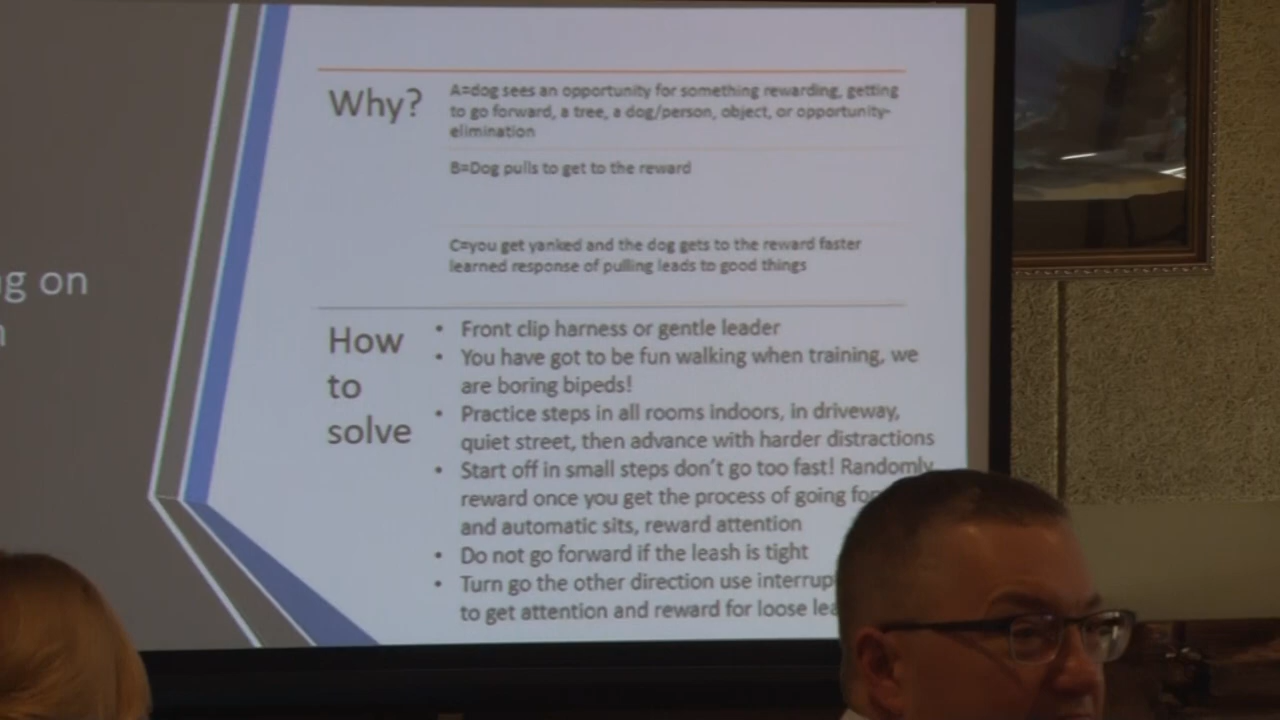 g on
Why?
A=dog sees an opportunity for something rewarding, getting
to go forward, a tree, a dog/person, object, or opportunity-
elimination
B=Dog pulls to get to the reward
C=you get yanked and the dog gets to the reward faster
learned response of pulling leads to good things
How
to
solve
• Front clip harness or gentle leader
• You have got to be fun walking when training, we
are boring bipeds!
• Practice steps in all rooms indoors, in driveway,
quiet street, then advance with harder distractions
• Start off in small steps don't go too fast! Randomly
reward once you get the process of going
and automatic sits, reward attention
• Do not go forward if the leash is tight
• Turn go the other direction use
to get attention and reward for loose